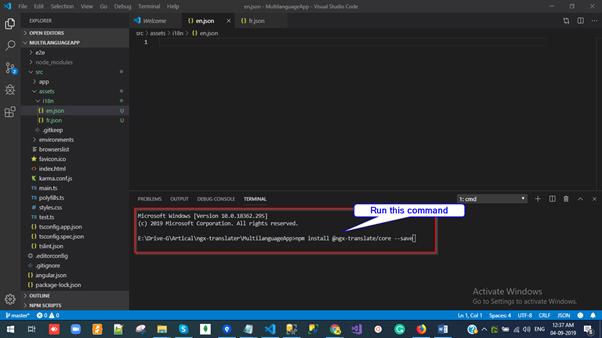 File Edit Selection View Go Debug Terminal Help
en.json - MultilanguageApp - Visual Studio Code
EXPLORER
Welcome
en.json
fr.json
OPEN EDITORS
MULTILANGUAGEAPP
e2e
node_modules
src
app
assets
i18n
en.json U
fr.json U
.gitkeep
environments
browserslist
favicon.ico
index.html
karma.conf.js
main.ts
polyfills.ts
styles.css
test.ts
tsconfig.app.json
tsconfig.spec.json
tslint.json
.editorconfig
.gitignore
angular.json
package-lock.json
OUTLINE
NPM SCRIPTS
src > assets > i18n > en.json
1
PROBLEMS OUTPUT DEBUG CONSOLE TERMINAL
1: cmd
Run this command
Microsoft Windows [Version 10.0.18362.295]
(c) 2019 Microsoft Corporation. All rights reserved.
E:\Drive-G\Artical\ngx-translater\MultilanguageApp>npm install @ngx-translate/core --save
Activate Windows
Go to Settings to activate Windows.
master
Ln 1, Col 1 Spaces: 4 UTF-8 CRLF JSON
ENG
12:37 AM
04-09-2019